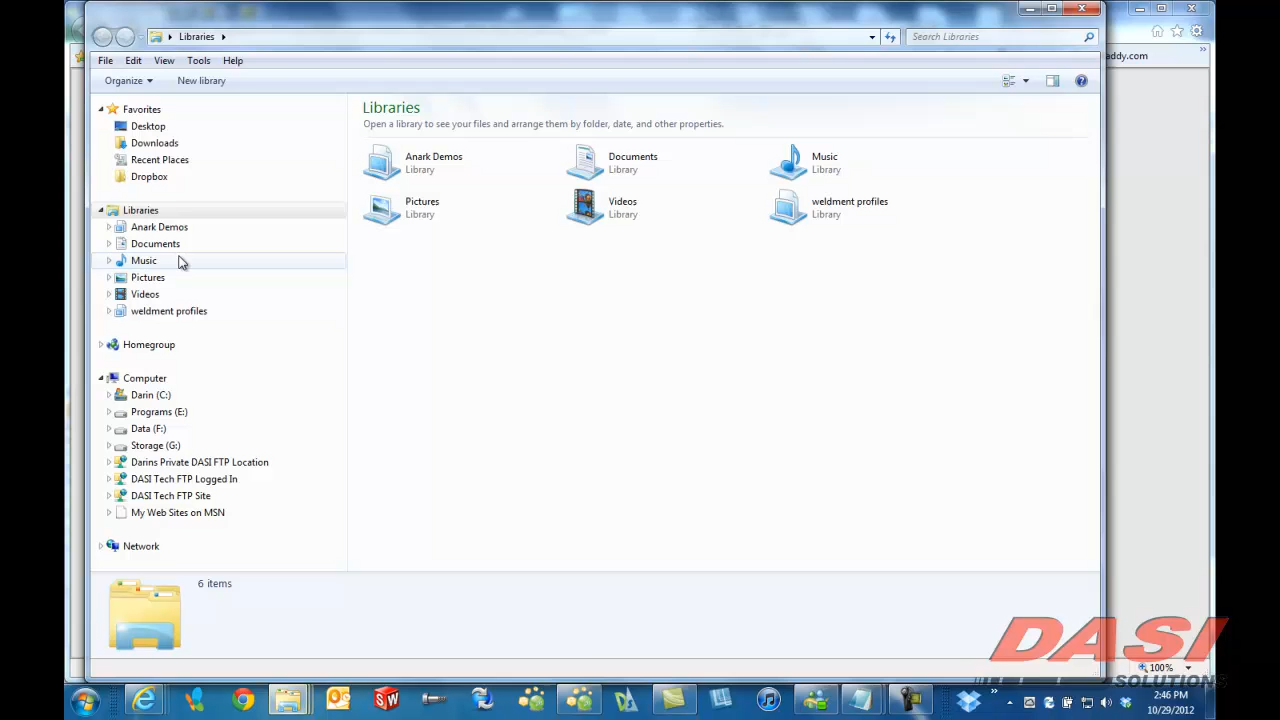 Libraries
Search Libraries
addy.com
File Edit View Tools Help
Organize New library
Favorites
Desktop
Downloads
Recent Places
Dropbox
Libraries
Anark Demos
Documents
Music
Pictures
Videos
weldment profiles
Homegroup
Computer
Darin (C:)
Programs (E:)
Data (F:)
Storage (G:)
Darins Private DASI FTP Location
DASI Tech FTP Logged In
DASI Tech FTP Site
My Web Sites on MSN
Network
Libraries
Open a library to see your files and arrange them by folder, date, and other properties.
Anark Demos
Library
Documents
Library
Music
Library
Pictures
Library
Videos
Library
weldment profiles
Library
6 items
DASI
SOLUTIONS
100%
2:46 PM
10/29/2012